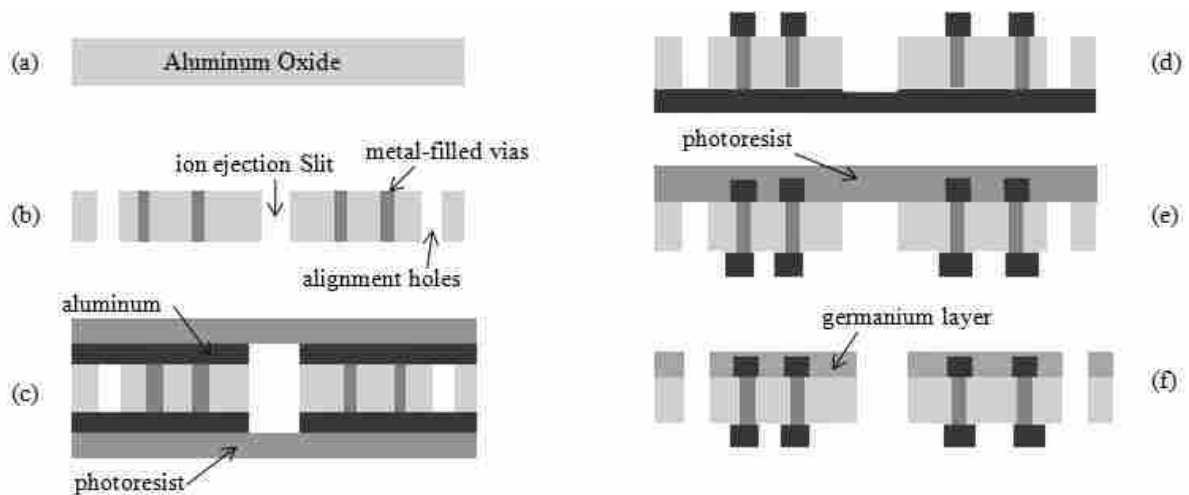 (a)
Aluminum Oxide
ion ejection Slit
metal-filled vias
(b)
alignment holes
aluminum
(c)
photoresist
(d)
photoresist
(e)
germanium layer
(f)